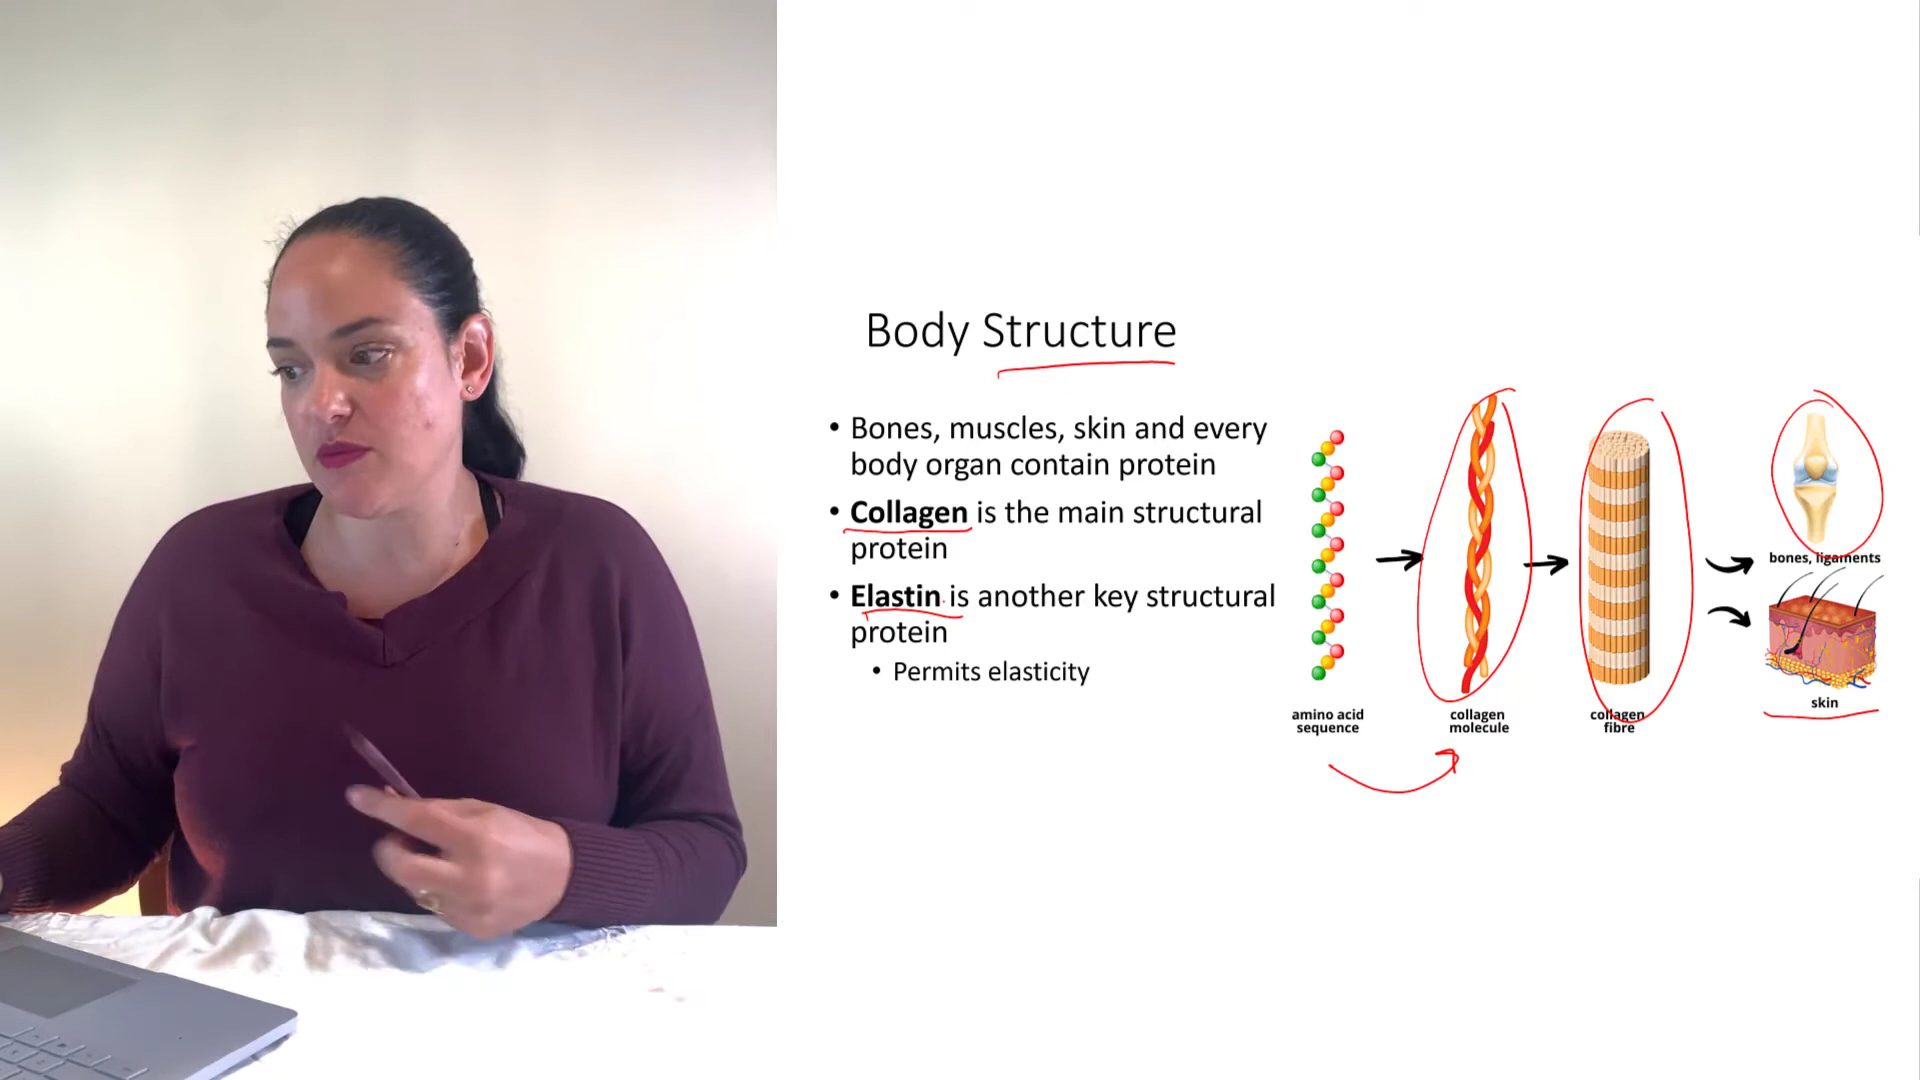 Body Structure
• Bones, muscles, skin and every
body organ contain protein
• Collagen is the main structural
protein
• Elastin is another key structural
protein
• Permits elasticity
amino acid
sequence
collagen
molecule
collagen
fibre
bones, ligaments
skin